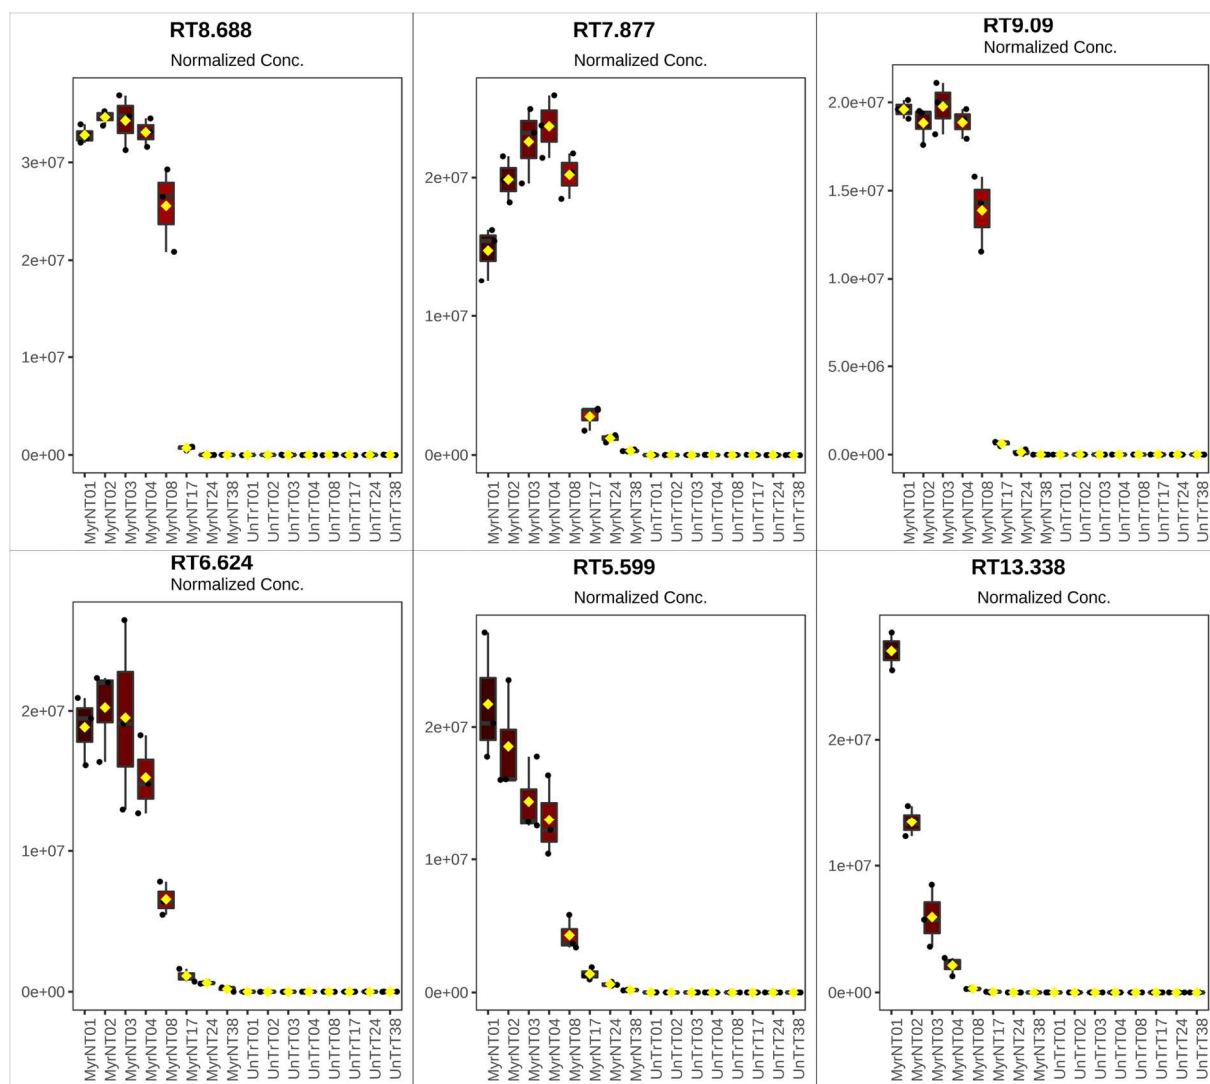 RT8.688
Normalized Conc.
3e+07
2e+07
1e+07
0e+00
MyrNT01
MyrNT02
MyrNT03
MyrNT04
MyrNT08
MyrNT17
MyrNT24
MyrNT38
UnTrT01
UnTrT02
UnTrT03
UnTrT04
UnTrT08
UnTrT17
UnTrT24
UnTrT38
RT7.877
Normalized Conc.
2e+07
1e+07
0e+00
MyrNT01
MyrNT02
MyrNT03
MyrNT04
MyrNT08
MyrNT17
MyrNT24
MyrNT38
UnTrT01
UnTrT02
UnTrT03
UnTrT04
UnTrT08
UnTrT17
UnTrT24
UnTrT38
RT9.09
Normalized Conc.
2.0e+07
1.5e+07
1.0e+07
5.0e+06
0.0e+00
MyrNT01
MyrNT02
MyrNT03
MyrNT04
MyrNT08
MyrNT17
MyrNT24
MyrNT38
UnTrT01
UnTrT02
UnTrT03
UnTrT04
UnTrT08
UnTrT17
UnTrT24
UnTrT38
RT6.624
Normalized Conc.
2e+07
1e+07
0e+00
MyrNT01
MyrNT02
MyrNT03
MyrNT04
MyrNT08
MyrNT17
MyrNT24
MyrNT38
UnTrT01
UnTrT02
UnTrT03
UnTrT04
UnTrT08
UnTrT17
UnTrT24
UnTrT38
RT5.599
Normalized Conc.
2e+07
1e+07
0e+00
MyrNT01
MyrNT02
MyrNT03
MyrNT04
MyrNT08
MyrNT17
MyrNT24
MyrNT38
UnTrT01
UnTrT02
UnTrT03
UnTrT04
UnTrT08
UnTrT17
UnTrT24
UnTrT38
RT13.338
Normalized Conc.
2e+07
1e+07
0e+00
MyrNT01
MyrNT02
MyrNT03
MyrNT04
MyrNT08
MyrNT17
MyrNT24
MyrNT38
UnTrT01
UnTrT02
UnTrT03
UnTrT04
UnTrT08
UnTrT17
UnTrT24
UnTrT38